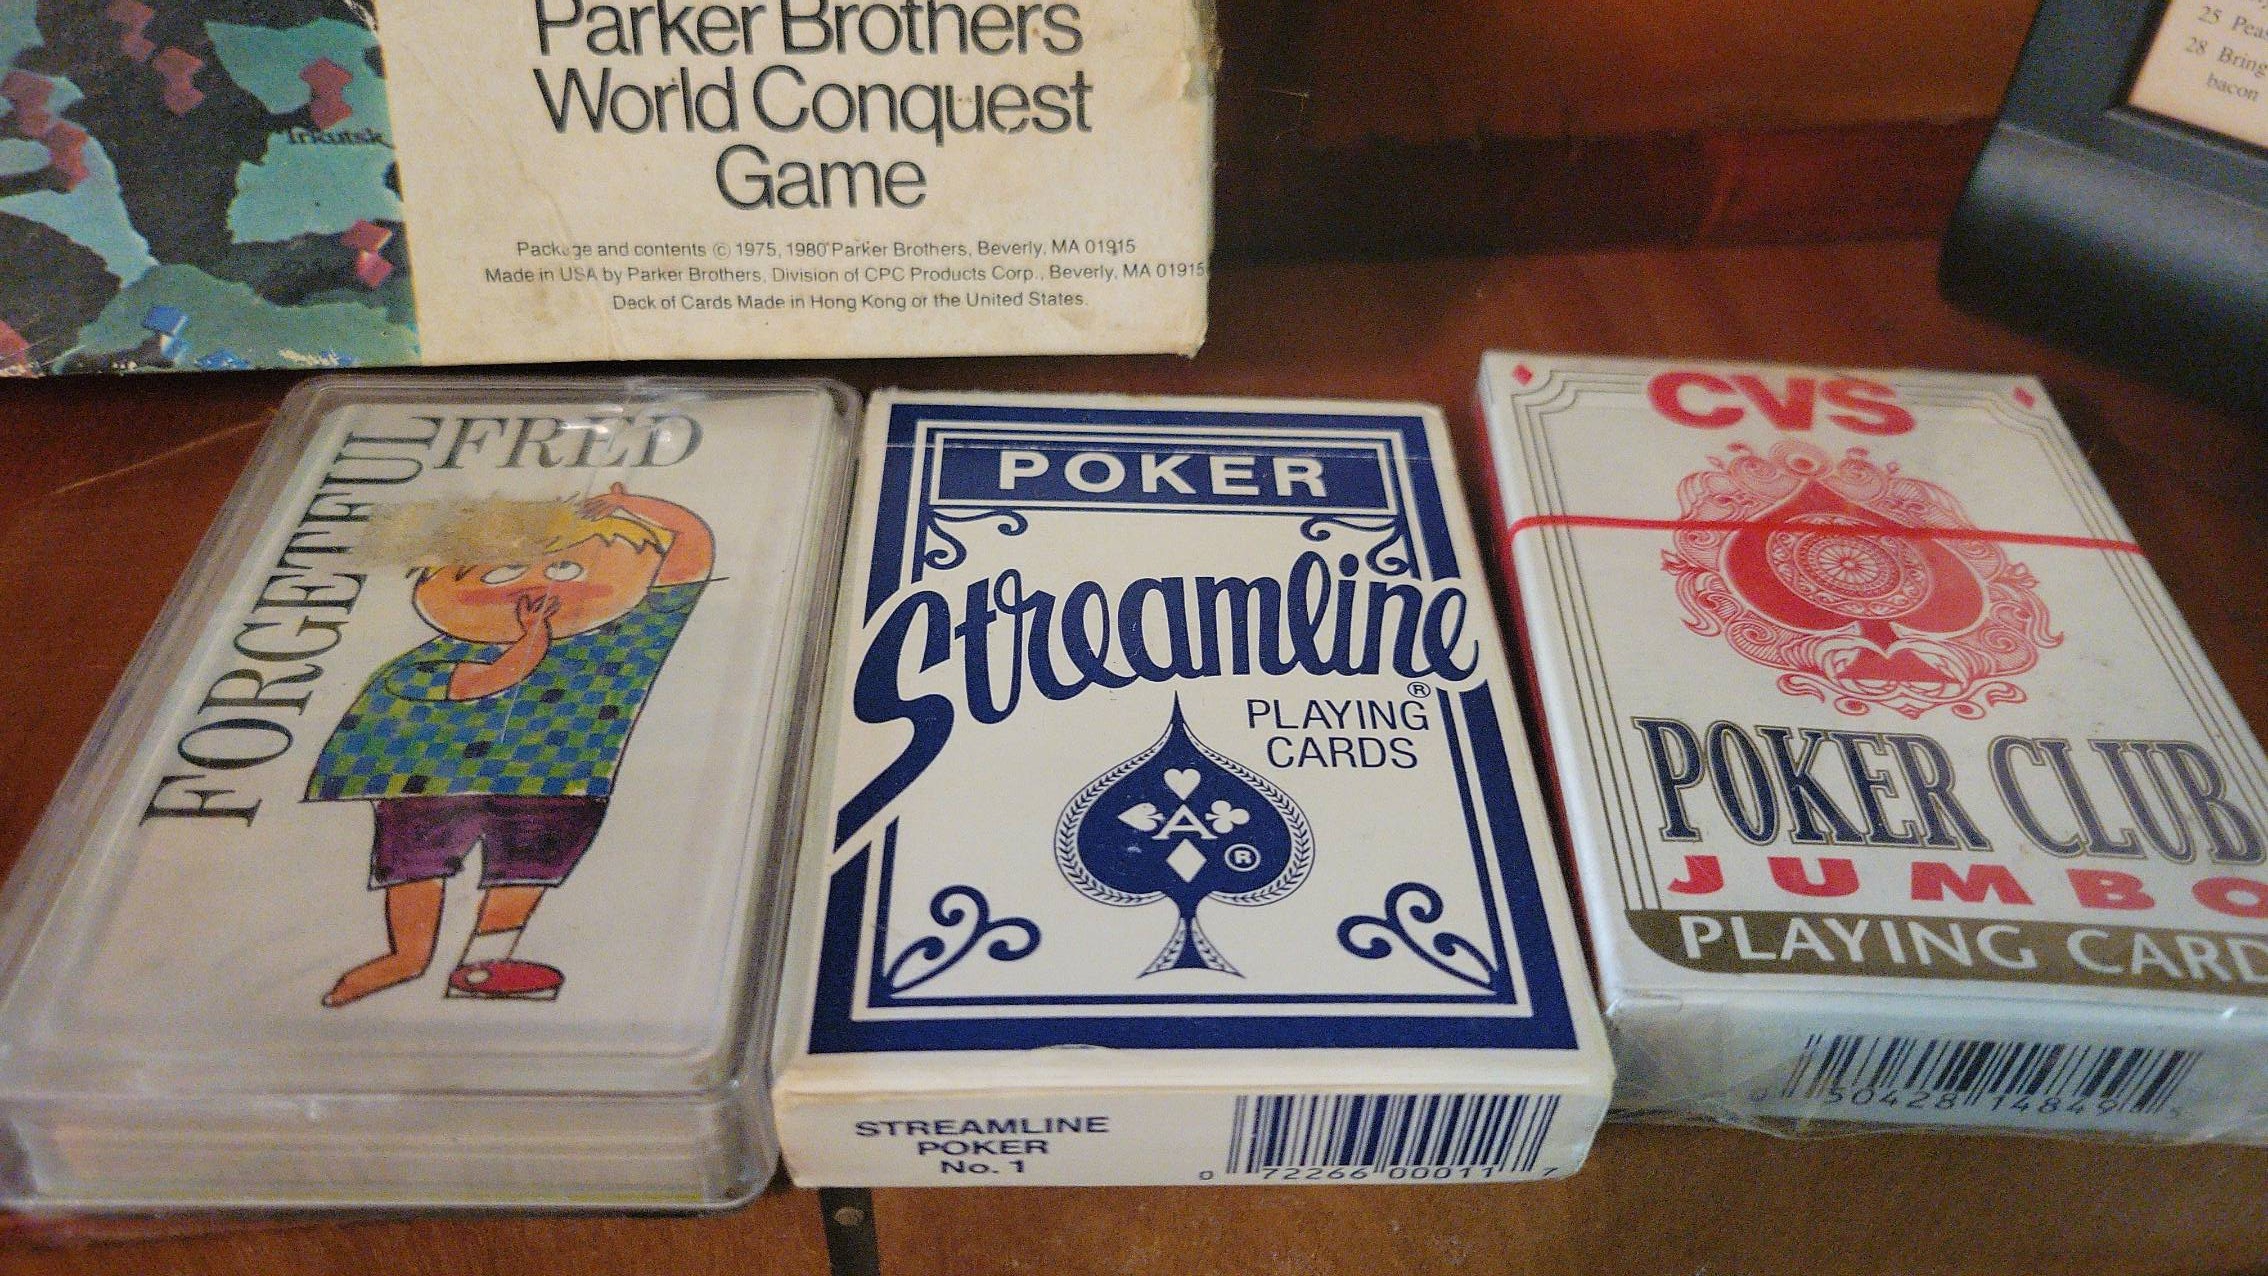 Parker Brothers
World Conquest
Game
Package and contents © 1975, 1980 Parker Brothers, Beverly, MA 01915
Made in USA by Parker Brothers, Division of CPC Products Corp., Beverly, MA 01915
Deck of Cards Made in Hong Kong or the United States.
Irkutsk
25 Peas
28 Bring
bacon
FORGETFUL FRED
POKER
Streamline®
PLAYING
CARDS
A
®
STREAMLINE
POKER
No. 1
0 72266 00011 7
CVS
POKER CLUB
JUMBO
PLAYING CARD
0 50428 14849 5